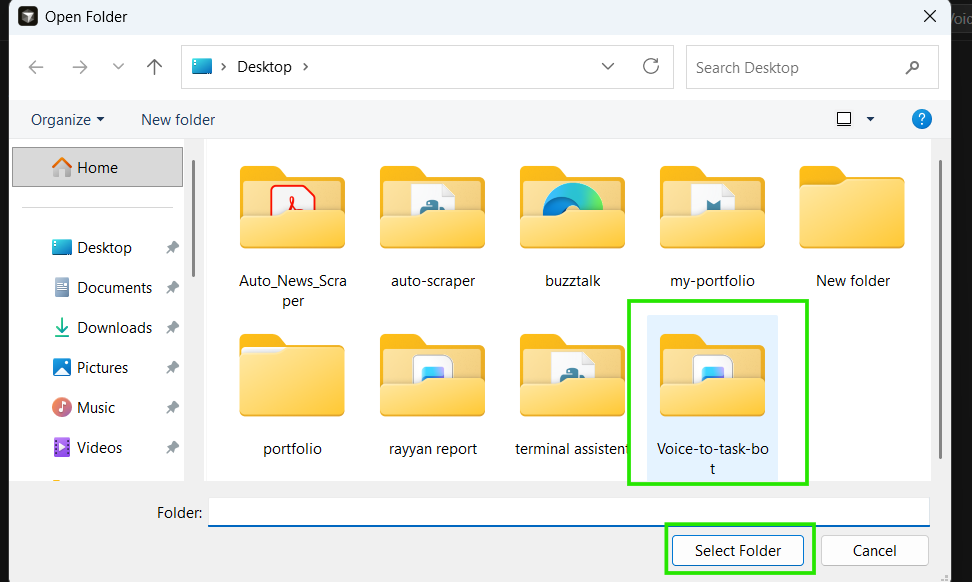 Open Folder
Voic
Desktop
Search Desktop
Organize
New folder
?
Home
Desktop
Documents
Downloads
Pictures
Music
Videos
Auto_News_Scra
per
auto-scraper
buzztalk
my-portfolio
New folder
portfolio
rayyan report
terminal assistent
Voice-to-task-bo
t
Folder:
Select Folder
Cancel